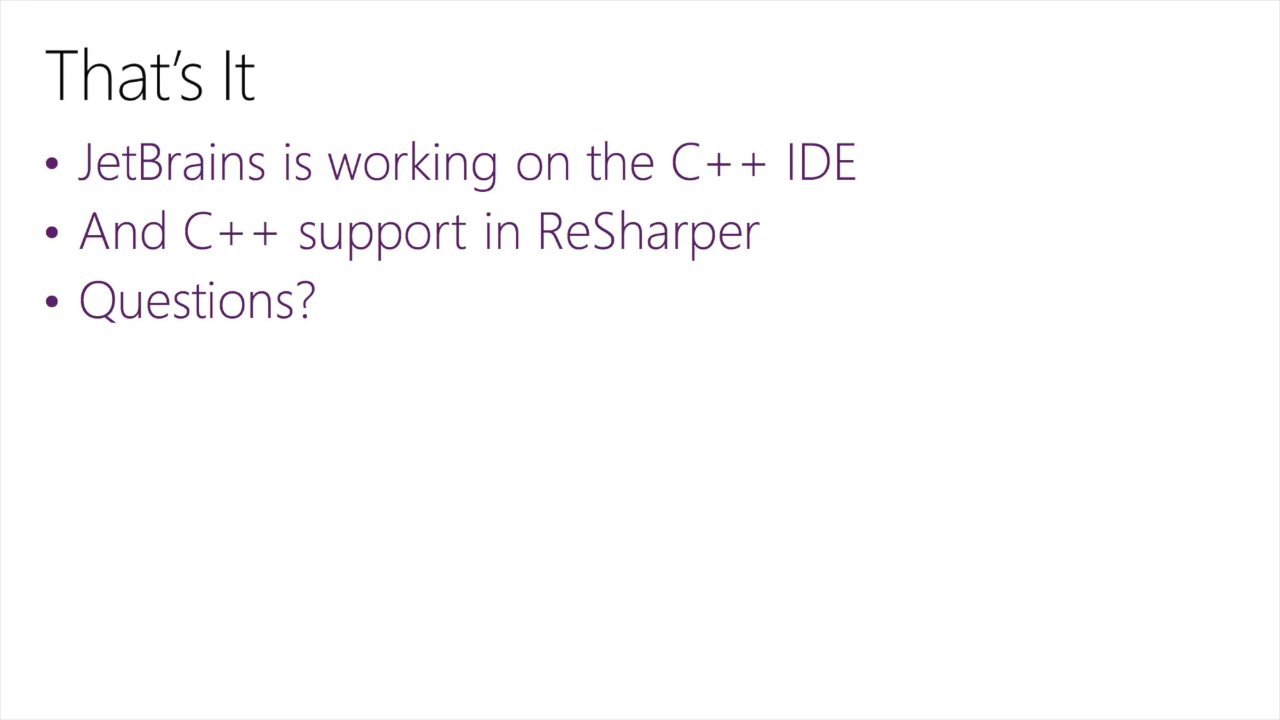 That’s It
• JetBrains is working on the C++ IDE
• And C++ support in ReSharper
• Questions?